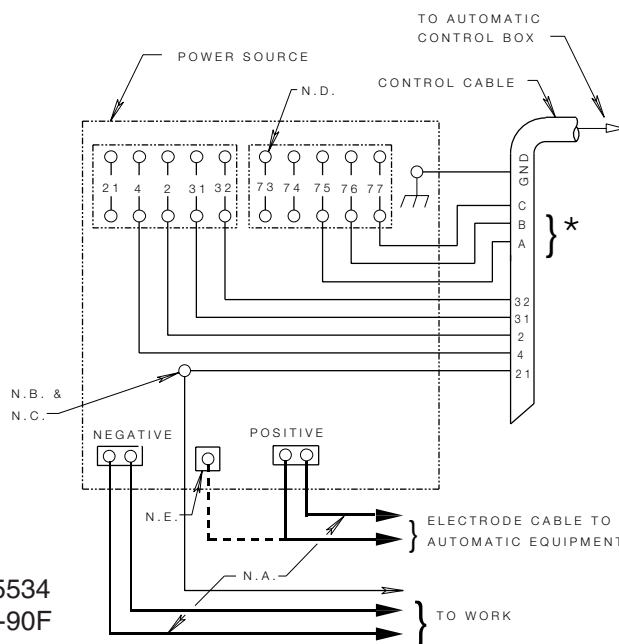 TO AUTOMATIC
CONTROL BOX
POWER SOURCE
CONTROL CABLE
N.D.
21 4 2 31 32
73 74 75 76 77
GND
C
B
A
} *
32
31
2
4
21
N.B. &
N.C.
NEGATIVE
POSITIVE
N.E.
ELECTRODE CABLE TO
AUTOMATIC EQUIPMENT
N.A.
TO WORK
5534
-90F